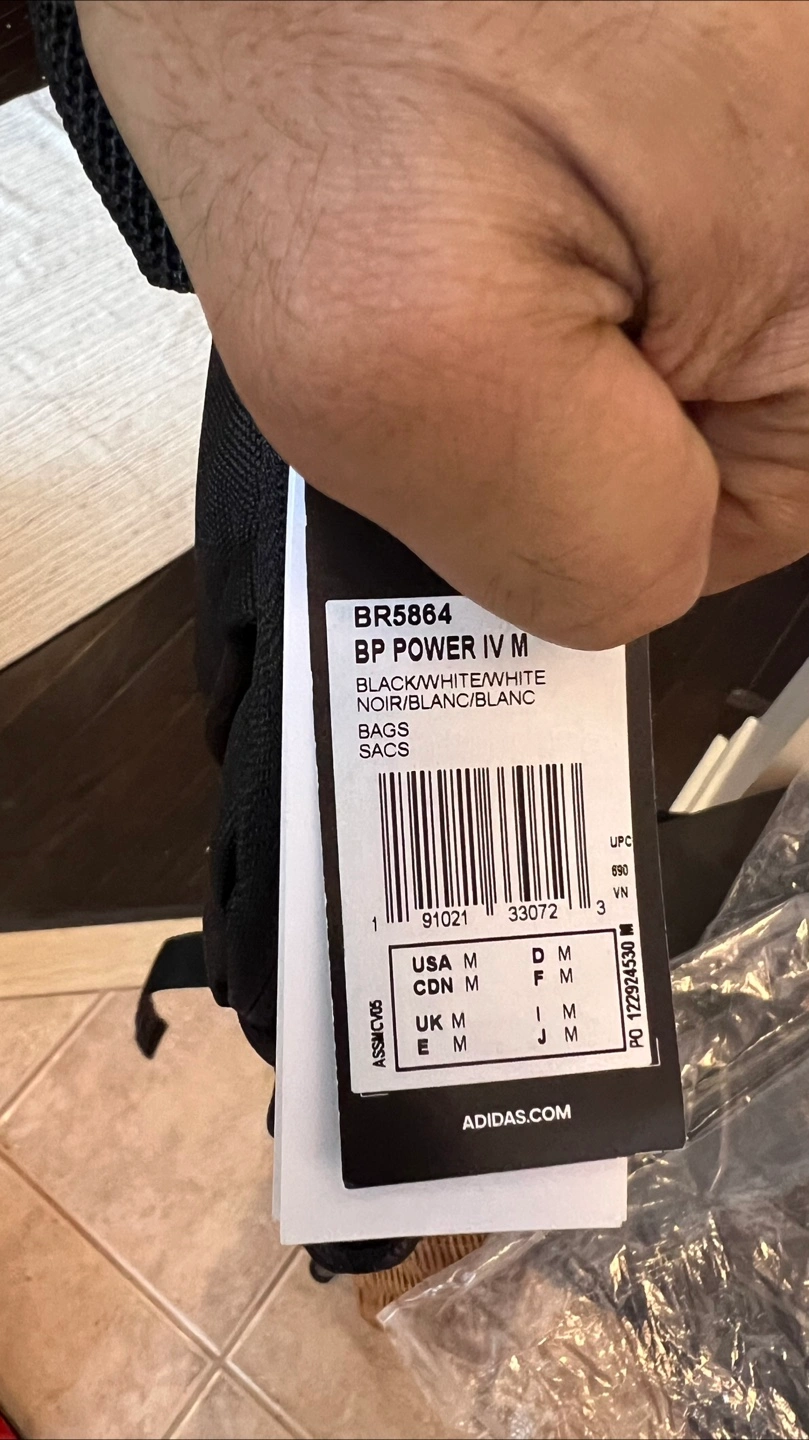 BR5864
BP POWER IV M
BLACK/WHITE/WHITE
NOIR/BLANC/BLANC
BAGS
SACS
UPC
690
VN
1 91021 33072 3
USA M D M
CDN M F M
UK M I M
E M J M
ASSMCV05
PO 122924530 M
ADIDAS.COM